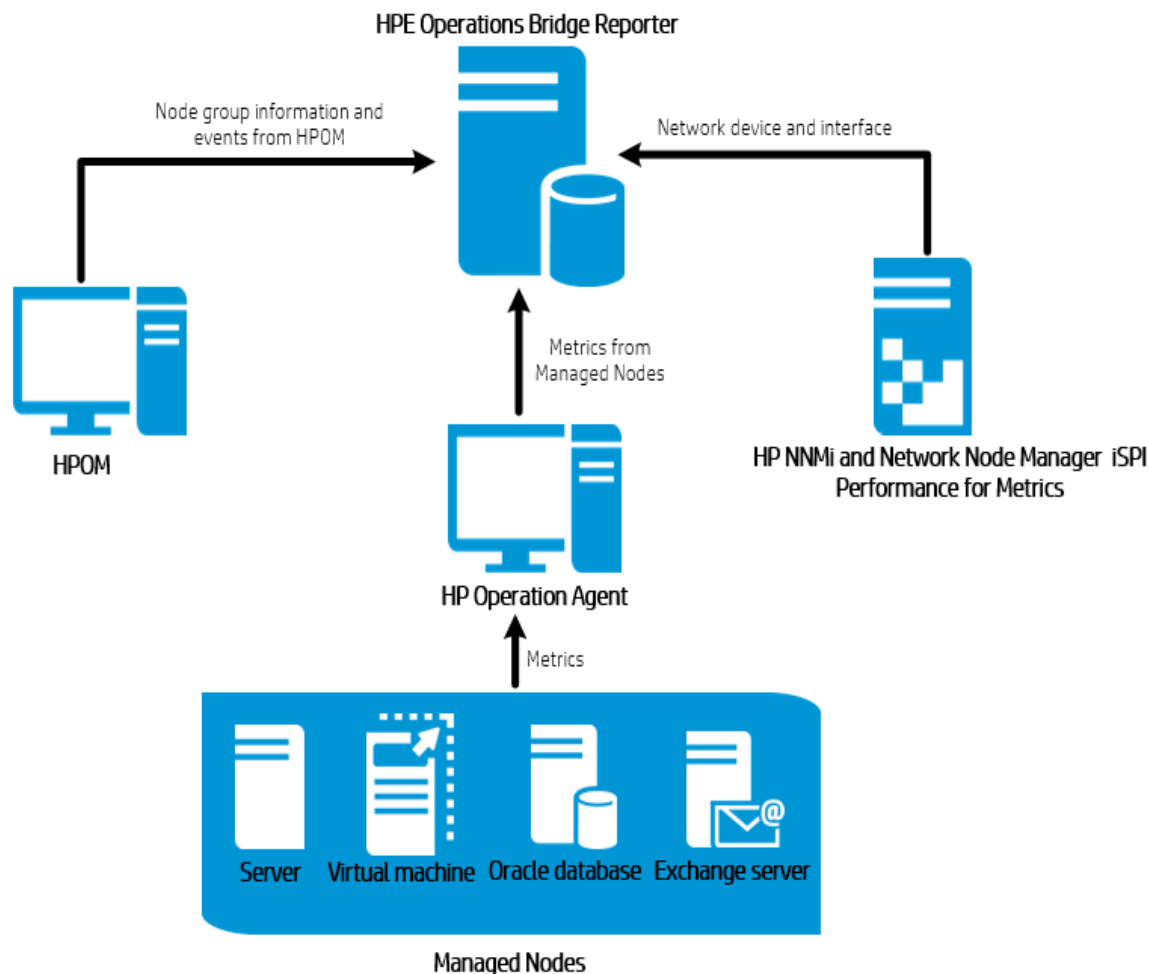 HPE Operations Bridge Reporter
Node group information and
events from HPOM
Network device and interface
Metrics from
Managed Nodes
HPOM
HP NNMi and Network Node Manager iSPI
Performance for Metrics
HP Operation Agent
Metrics
@
Server
Virtual machine
Oracle database
Exchange server
Managed Nodes